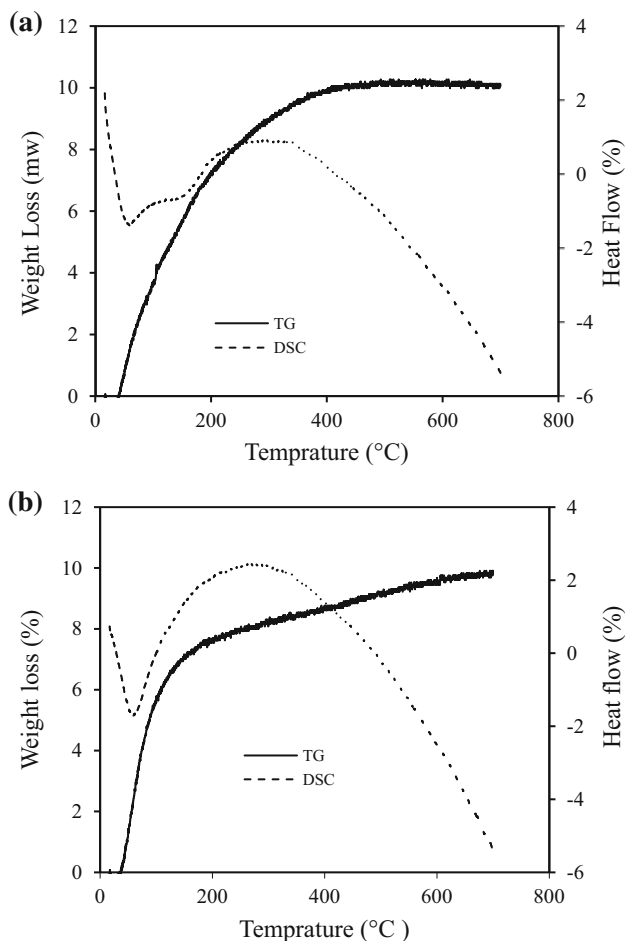 (a)
12
10
8
6
4
2
0
Weight Loss (mw)
4
2
0
-2
-4
-6
Heat Flow (%)
TG
DSC
0 200 400 600 800
Temprature (°C)
(b)
12
10
8
6
4
2
0
Weight loss (%)
4
2
0
-2
-4
-6
Heat flow (%)
TG
DSC
0 200 400 600 800
Temprature (°C )